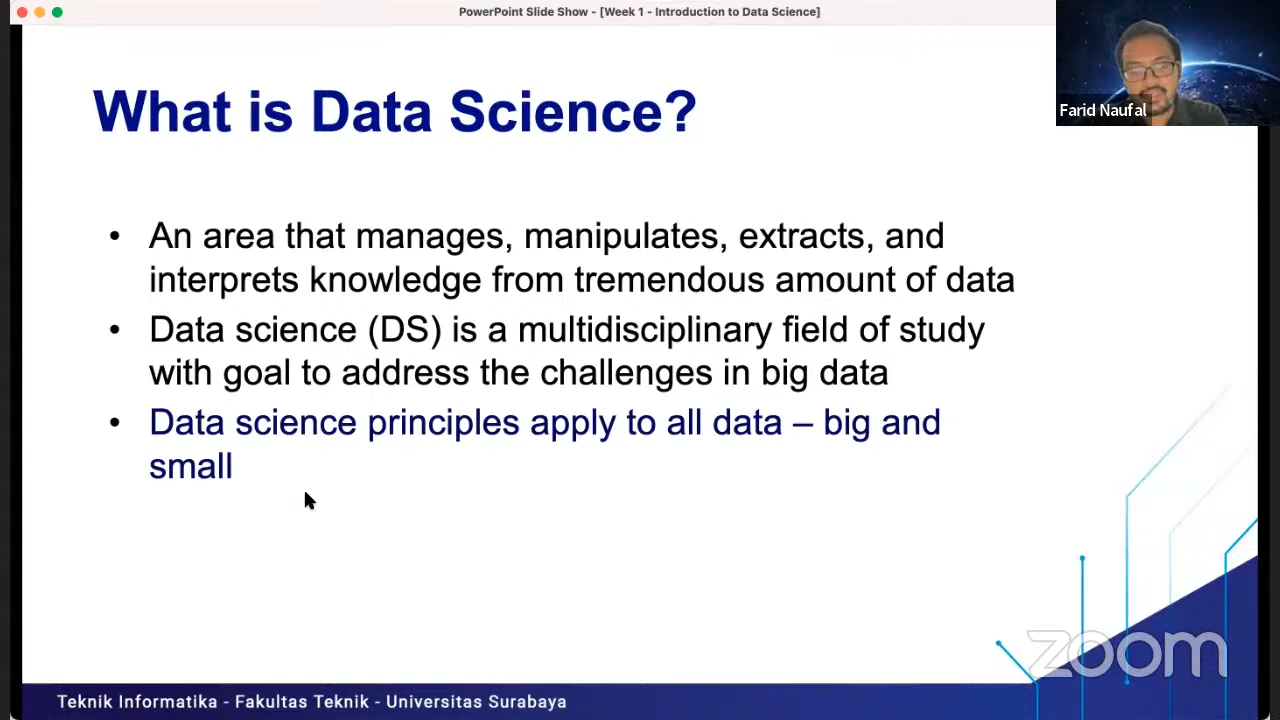 PowerPoint Slide Show - [Week 1 - Introduction to Data Science]
What is Data Science?
Farid Naufal
• An area that manages, manipulates, extracts, and
interprets knowledge from tremendous amount of data
• Data science (DS) is a multidisciplinary field of study
with goal to address the challenges in big data
• Data science principles apply to all data – big and
small
zoom
Teknik Informatika - Fakultas Teknik - Universitas Surabaya